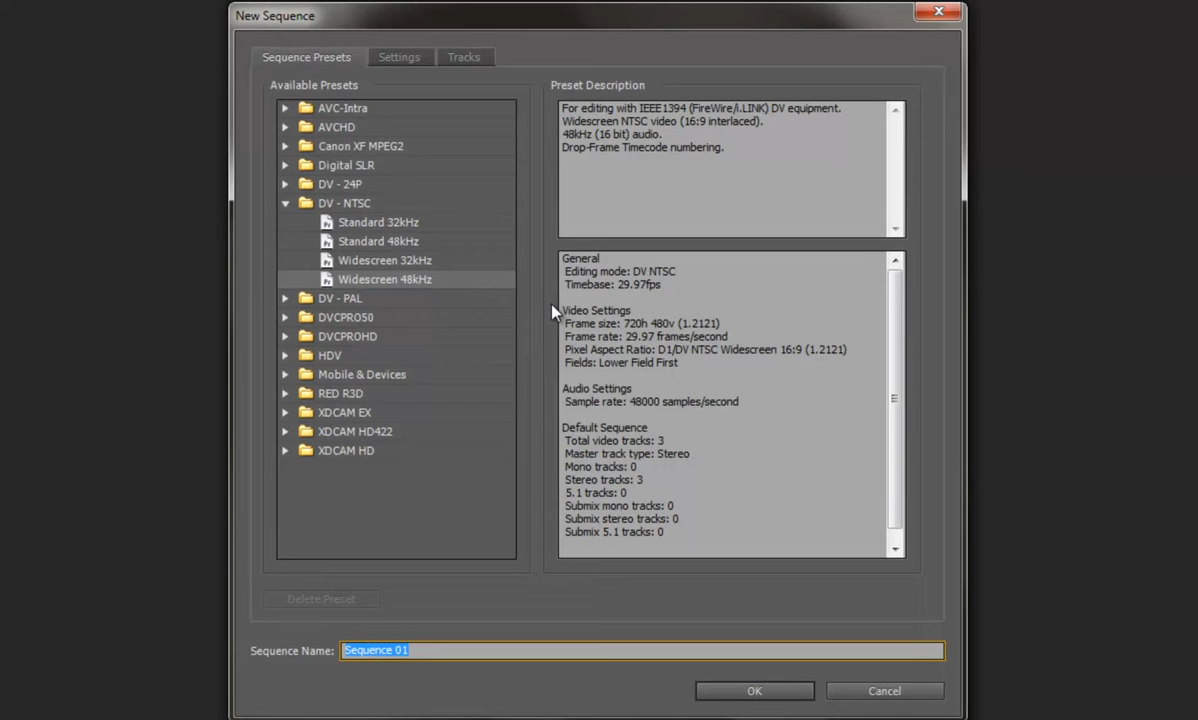 New Sequence
Sequence Presets
Settings
Tracks
Available Presets
AVC-Intra
AVCHD
Canon XF MPEG2
Digital SLR
DV - 24P
DV - NTSC
Standard 32kHz
Standard 48kHz
Widescreen 32kHz
Widescreen 48kHz
DV - PAL
DVCPRO50
DVCPROHD
HDV
Mobile & Devices
RED R3D
XDCAM EX
XDCAM HD422
XDCAM HD
Delete Preset
Preset Description
For editing with IEEE1394 (FireWire/i.LINK) DV equipment.
Widescreen NTSC video (16:9 interlaced).
48kHz (16 bit) audio.
Drop-Frame Timecode numbering.
General
Editing mode: DV NTSC
Timebase: 29.97fps
Video Settings
Frame size: 720h 480v (1.2121)
Frame rate: 29.97 frames/second
Pixel Aspect Ratio: D1/DV NTSC Widescreen 16:9 (1.2121)
Fields: Lower Field First
Audio Settings
Sample rate: 48000 samples/second
Default Sequence
Total video tracks: 3
Master track type: Stereo
Mono tracks: 0
Stereo tracks: 3
5.1 tracks: 0
Submix mono tracks: 0
Submix stereo tracks: 0
Submix 5.1 tracks: 0
Sequence Name: Sequence 01
OK
Cancel